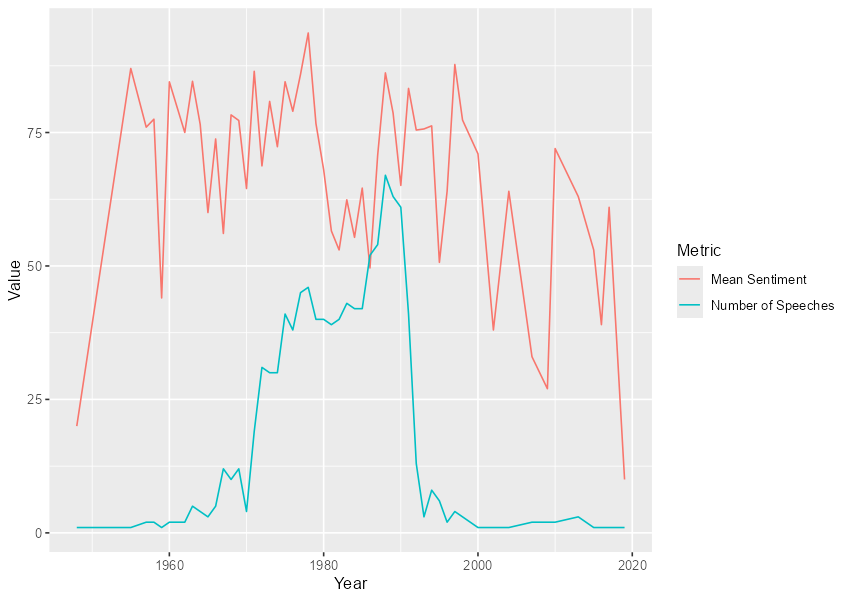 75
50
25
0
Value
1960
1980
2000
2020
Year
Metric
Mean Sentiment
Number of Speeches